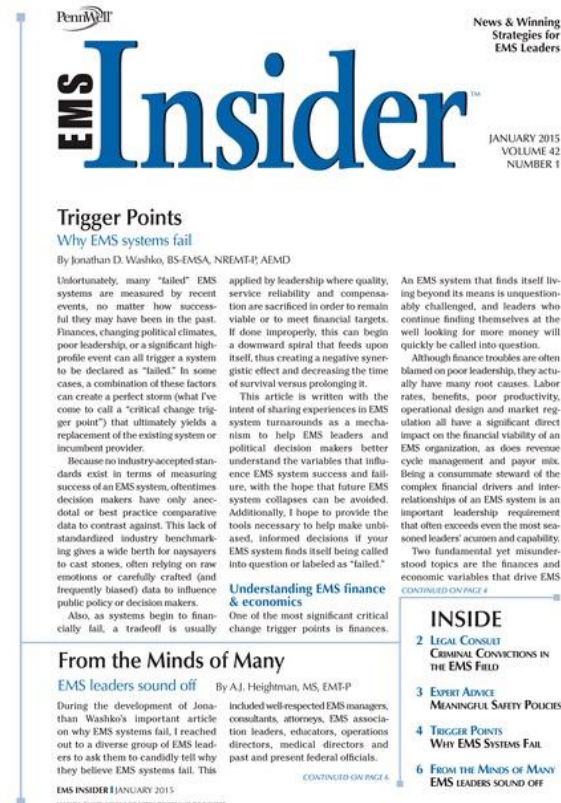 PennWell®
News & Winning
Strategies for
EMS Leaders
EMS
Insider™
JANUARY 2015
VOLUME 42
NUMBER 1
Trigger Points
Why EMS systems fail
By Jonathan D. Washko, BS-EMSA, NREMT-P, AEMD
Unfortunately, many “failed” EMS
systems are measured by recent
events, no matter how success-
ful they may have been in the past.
Finances, changing political climates,
poor leadership, or a significant high-
profile event can all trigger a system
to be declared as “failed.” In some
cases, a combination of these factors
can create a perfect storm (what I’ve
come to call a “critical change trig-
ger point”) that ultimately yields a
replacement of the existing system or
incumbent provider.
Because no industry-accepted stan-
dards exist in terms of measuring
success of an EMS system, oftentimes
decision makers have only anec-
dotal or best practice comparative
data to contrast against. This lack of
standardized industry benchmark-
ing gives a wide berth for naysayers
to cast stones, often relying on raw
emotions or carefully crafted (and
frequently biased) data to influence
public policy or decision makers.
Also, as systems begin to finan-
cially fail, a tradeoff is usually
applied by leadership where quality,
service reliability and compensa-
tion are sacrificed in order to remain
viable or to meet financial targets.
If done improperly, this can begin
a downward spiral that feeds upon
itself, thus creating a negative syner-
gistic effect and decreasing the time
of survival versus prolonging it.
This article is written with the
intent of sharing experiences in EMS
system turnarounds as a mecha-
nism to help EMS leaders and
political decision makers better
understand the variables that influ-
ence EMS system success and fail-
ure, with the hope that future EMS
system collapses can be avoided.
Additionally, I hope to provide the
tools necessary to help make unbi-
ased, informed decisions if your
EMS system finds itself being called
into question or labeled as “failed.”
Understanding EMS finance
& economics
One of the most significant critical
change trigger points is finances.
An EMS system that finds itself liv-
ing beyond its means is unquestion-
ably challenged, and leaders who
continue finding themselves at the
well looking for more money will
quickly be called into question.
Although finance troubles are often
blamed on poor leadership, they actu-
ally have many root causes. Labor
rates, benefits, poor productivity,
operational design and market reg-
ulation all have a significant direct
impact on the financial viability of an
EMS organization, as does revenue
cycle management and payor mix.
Being a consummate steward of the
complex financial drivers and inter-
relationships of an EMS system is an
important leadership requirement
that often exceeds even the most sea-
soned leaders’ acumen and capability.
Two fundamental yet misunder-
stood topics are the finances and
economic variables that drive EMS
CONTINUED ON PAGE 4
From the Minds of Many
EMS leaders sound off
By A.J. Heightman, MS, EMT-P
During the development of Jona-
than Washko’s important article
on why EMS systems fail, I reached
out to a diverse group of EMS lead-
ers to ask them to candidly tell why
they believe EMS systems fail. This
included well-respected EMS managers,
consultants, attorneys, EMS associa-
tion leaders, educators, operations
directors, medical directors and
past and present federal officials.
CONTINUED ON PAGE 6
INSIDE
2 LEGAL CONSULT
CRIMINAL CONVICTIONS IN
THE EMS FIELD
3 EXPERT ADVICE
MEANINGFUL SAFETY POLICIES
4 TRIGGER POINTS
WHY EMS SYSTEMS FAIL
6 FROM THE MINDS OF MANY
EMS LEADERS SOUND OFF
EMS INSIDER | JANUARY 2015